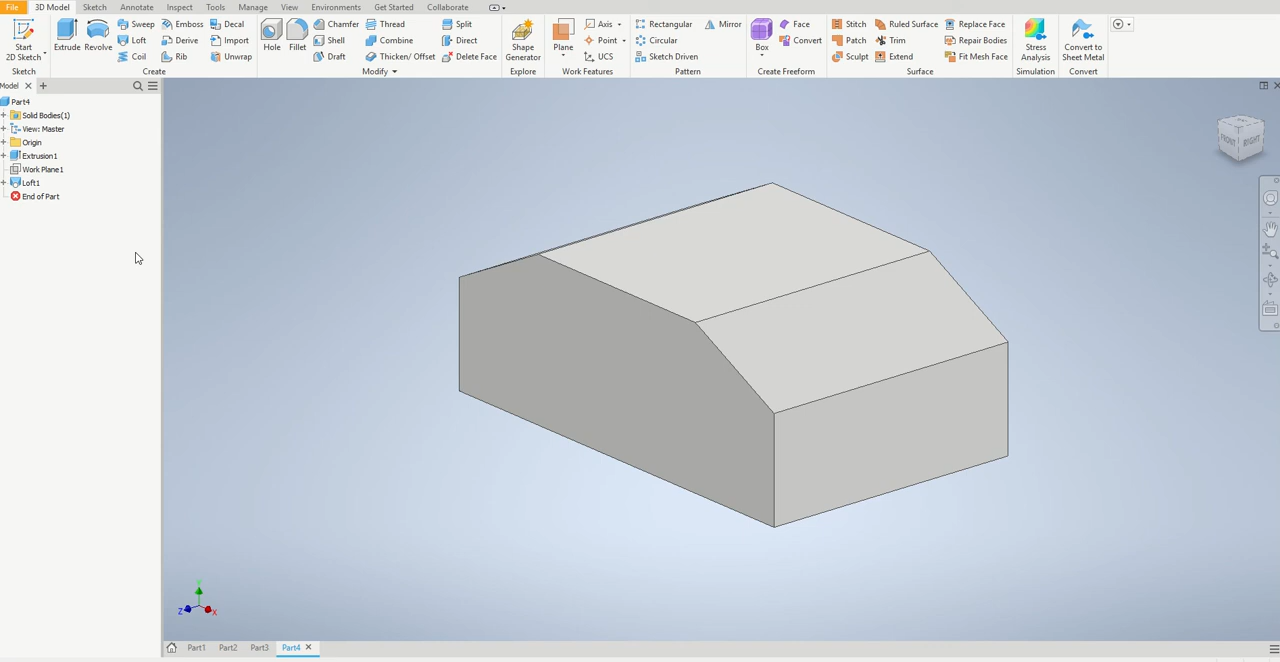 File 3D Model Sketch Annotate Inspect Tools Manage View Environments Get Started Collaborate
Start
2D Sketch
Extrude
Revolve
Sweep Emboss Decal
Loft Derive Import
Coil Rib Unwrap
Hole
Fillet
Chamfer Thread Split
Shell Combine Direct
Draft Thicken/ Offset Delete Face
Shape
Generator
Plane
Axis
Point
UCS
Rectangular Mirror
Circular
Sketch Driven
Box
Face
Convert
Stitch Ruled Surface Replace Face
Patch Trim Repair Bodies
Sculpt Extend Fit Mesh Face
Stress
Analysis
Convert to
Sheet Metal
Sketch Create Modify Explore Work Features Pattern Create Freeform Surface Simulation Convert
Model
Part4
Solid Bodies(1)
View: Master
Origin
Extrusion1
Work Plane1
Loft1
End of Part
FRONT RIGHT
Y
Z X
Part1 Part2 Part3 Part4